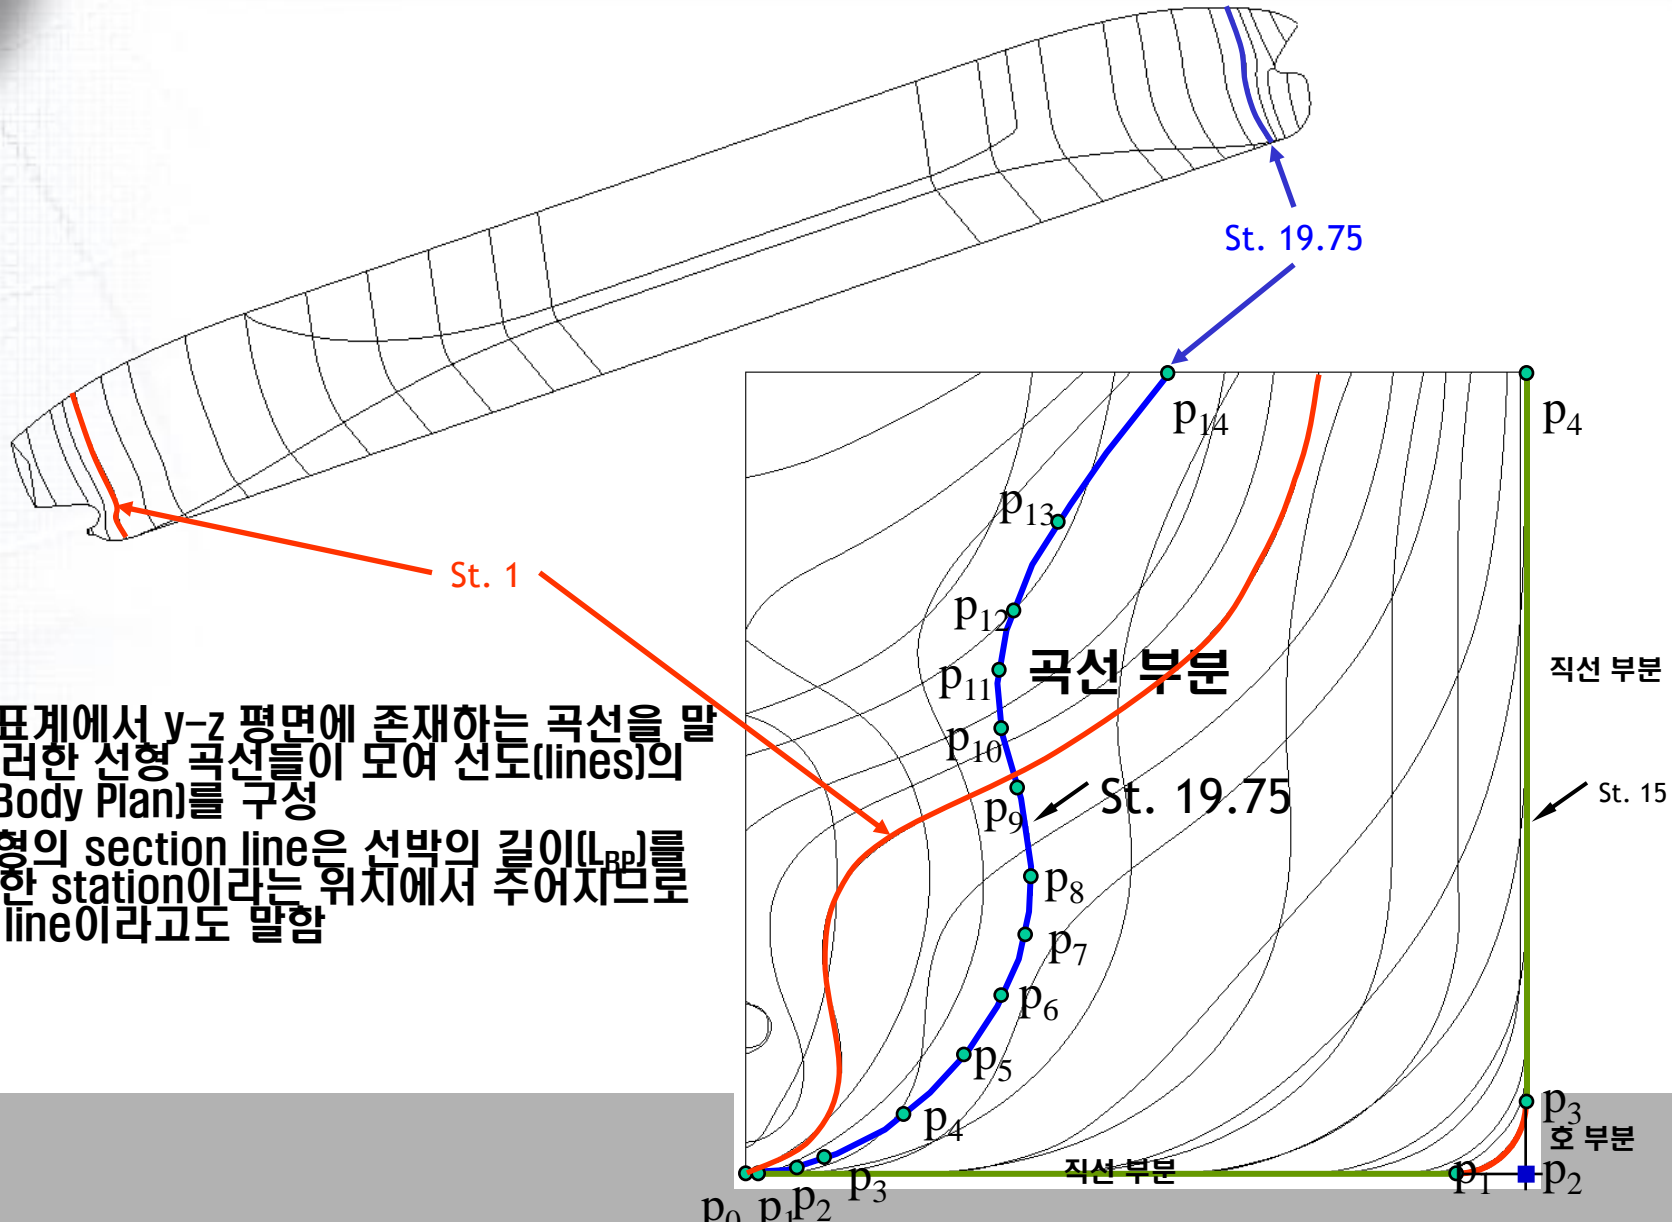 St. 19.75
p14
p4
p13
St. 1
p12
곡선 부분
직선 부분
p11
표계에서 y-z 평면에 존재하는 곡선을 말
러한 선형 곡선들이 모여 선도(lines)의
Body Plan)를 구성
p10
St. 19.75
St. 15
p9
형의 section line은 선박의 길이(LBP)를
한 station이라는 위치에서 주어지므로
line이라고도 말함
p8
p7
p6
p5
p4
p3
호 부분
직선 부분
p1
p2
p3
p0
p1
p2